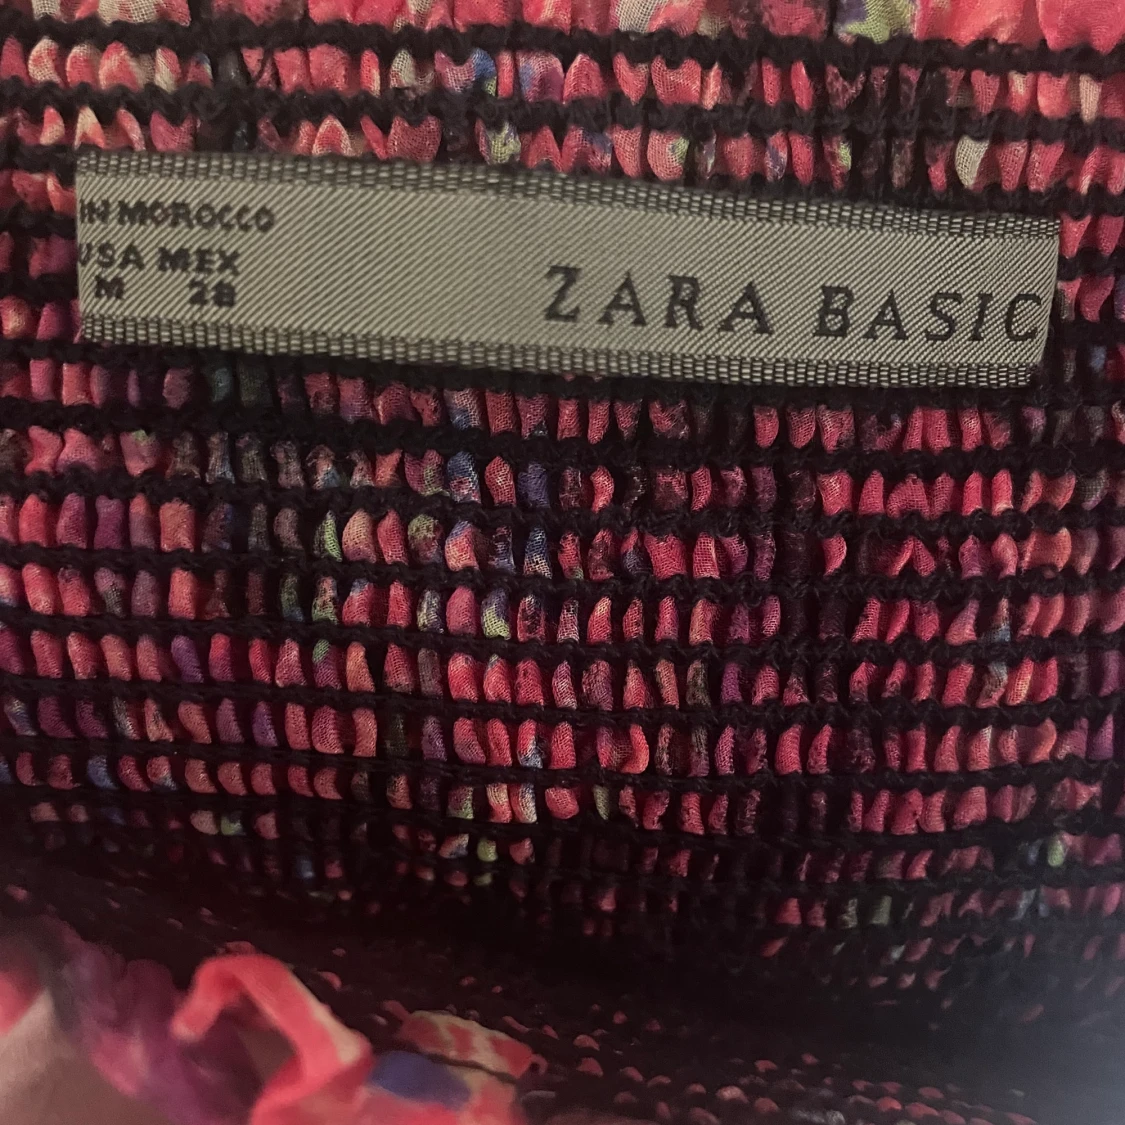 IN MOROCCO
USA MEX
M 28
ZARA BASIC